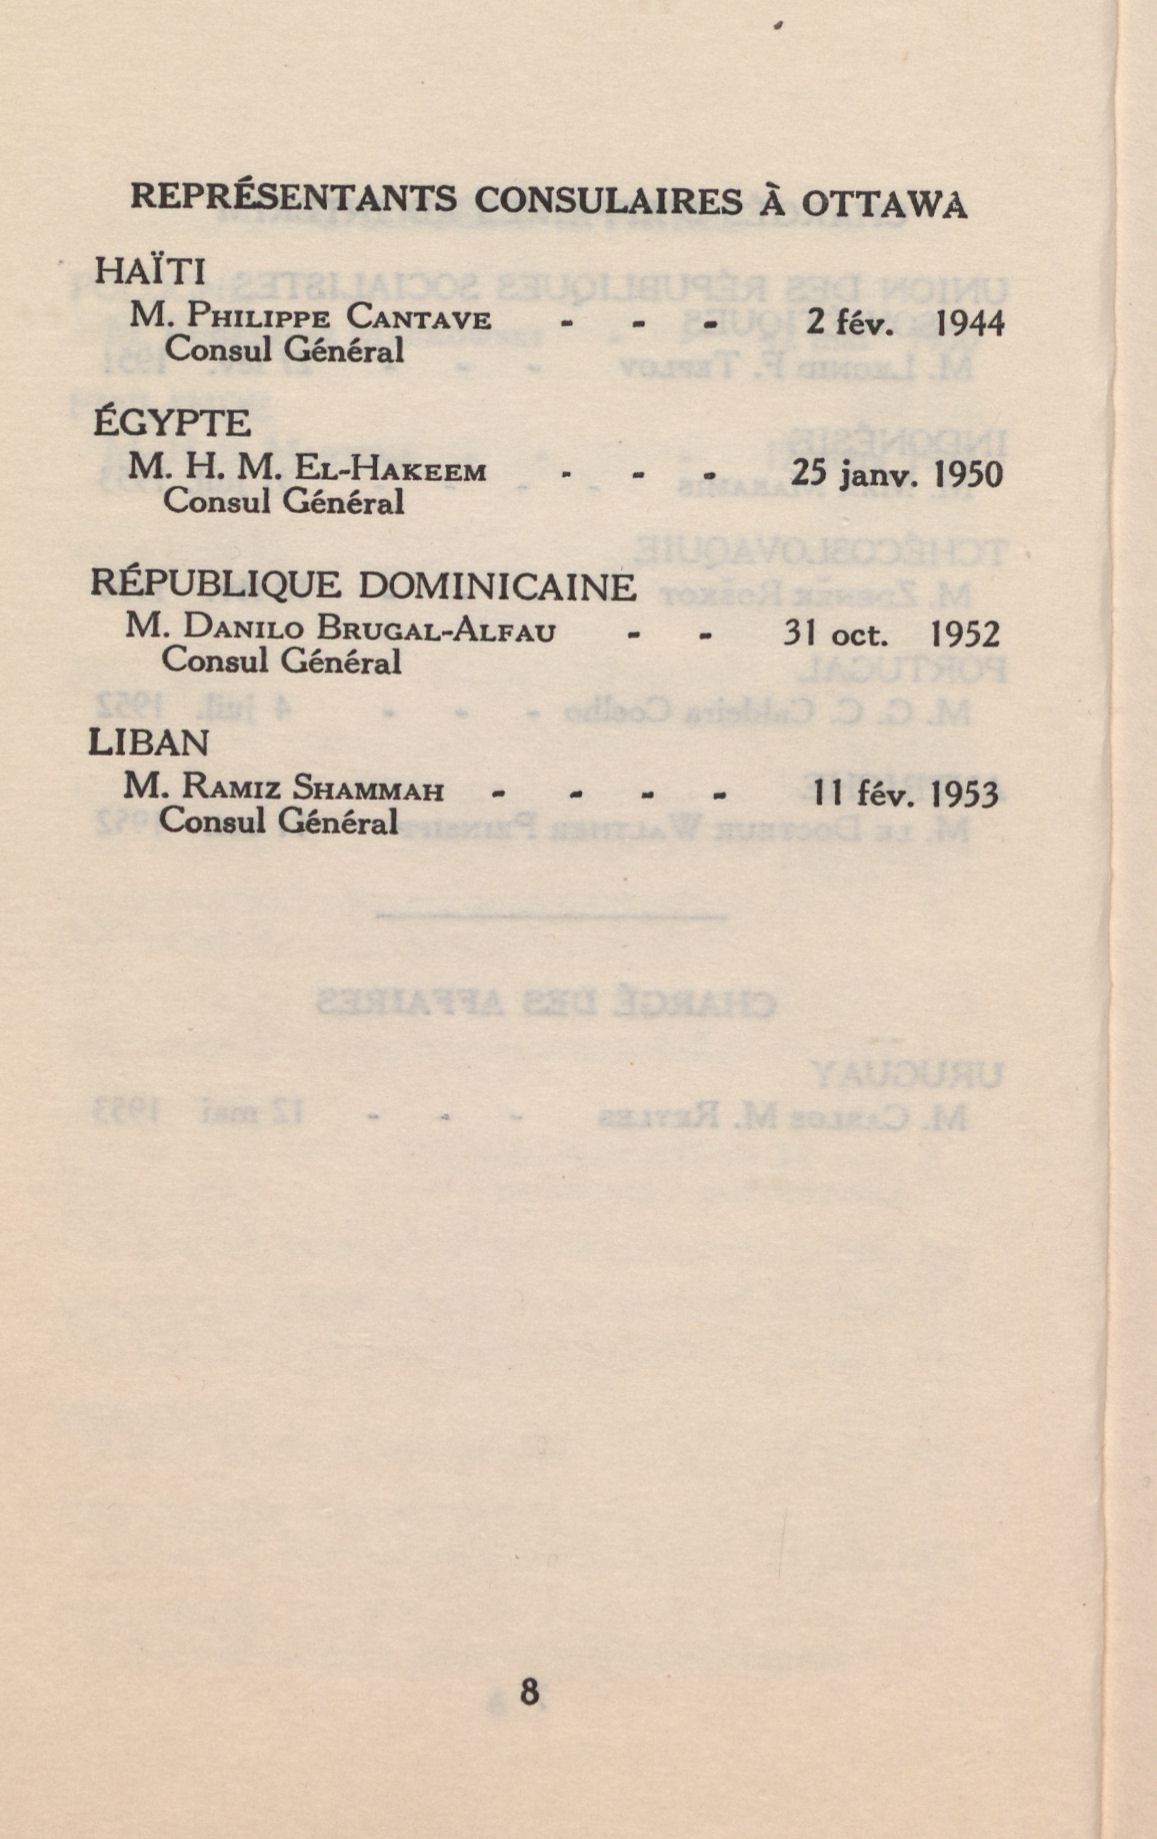 REPRÉSENTANTS CONSULAIRES À OTTAWA
HAÏTI
M. PHILIPPE CANTAVE - - - 2 fév. 1944
Consul Général
ÉGYPTE
M. H. M. EL-HAKEEM - - - 25 janv. 1950
Consul Général
RÉPUBLIQUE DOMINICAINE
M. DANILO BRUGAL-ALFAU - - 31 oct. 1952
Consul Général
LIBAN
M. RAMIZ SHAMMAH - - - - 11 fév. 1953
Consul Général
8